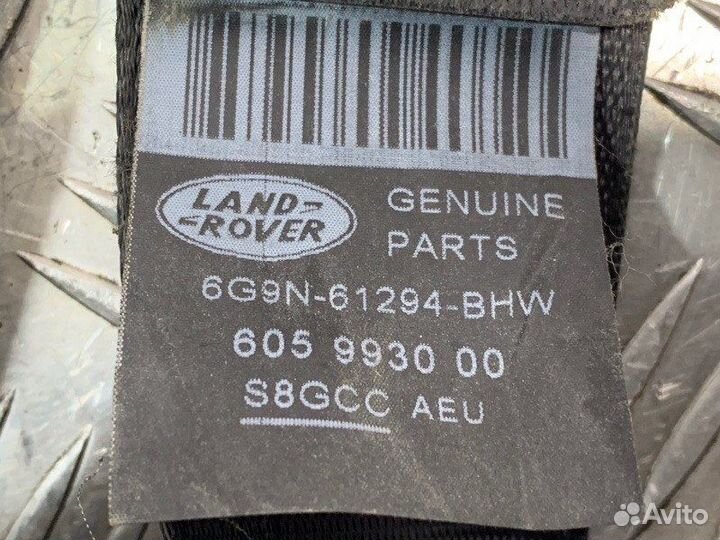 LAND-
-ROVER
GENUINE
PARTS
6G9N-61294-BHW
605 9930 00
S8GCC AEU
Avito